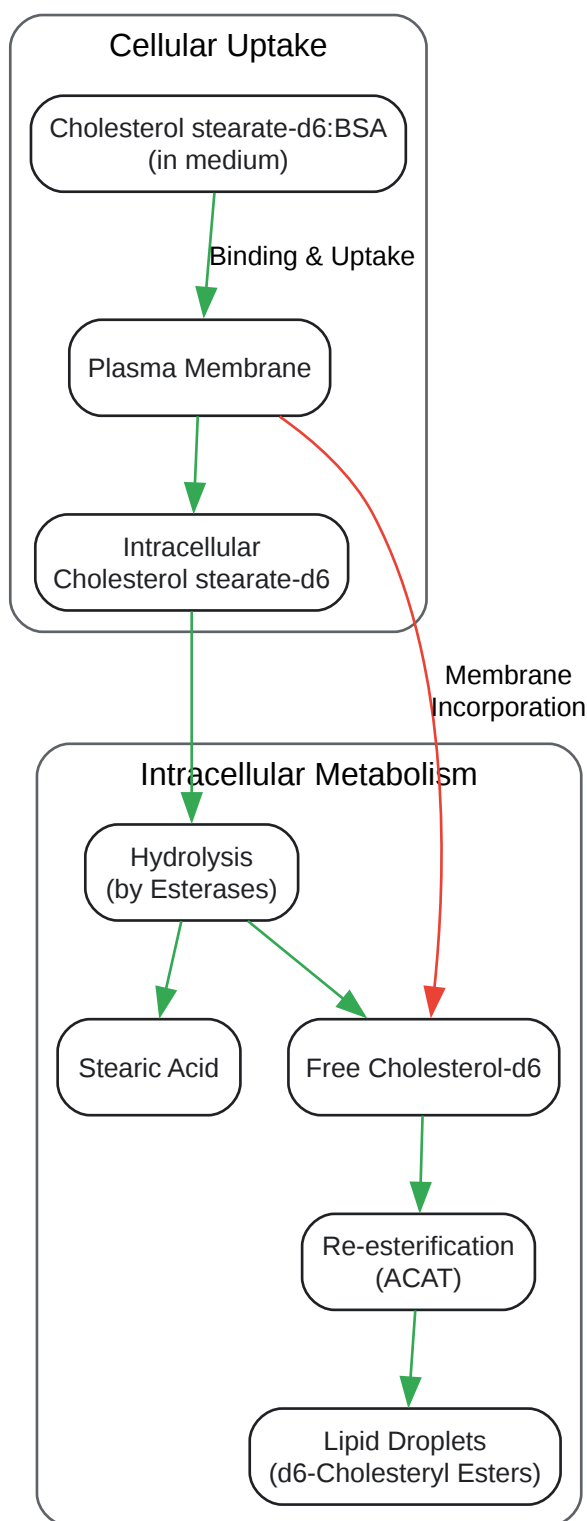 Cellular Uptake
Cholesterol stearate-d6:BSA
(in medium)
Binding & Uptake
Plasma Membrane
Intracellular
Cholesterol stearate-d6
Membrane
Incorporation
Intracellular Metabolism
Hydrolysis
(by Esterases)
Stearic Acid
Free Cholesterol-d6
Re-esterification
(ACAT)
Lipid Droplets
(d6-Cholesteryl Esters)